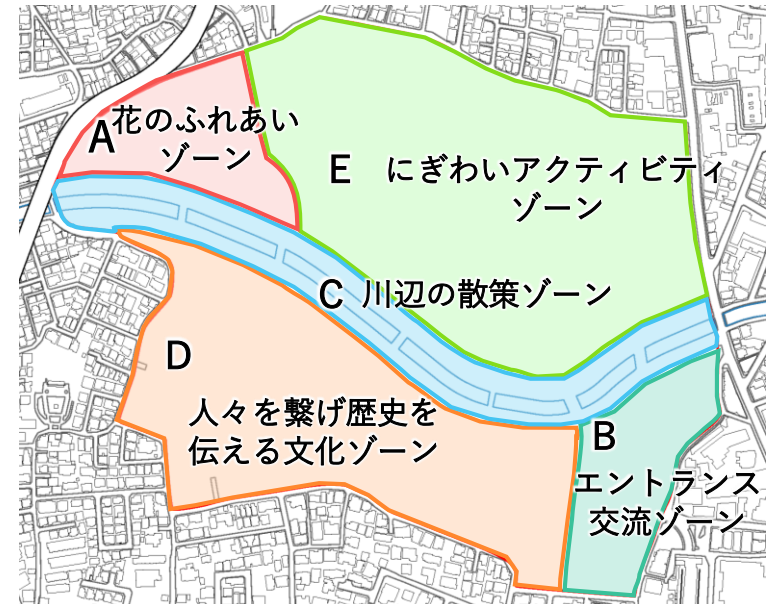 A 花のふれあい
ゾーン
E にぎわいアクティビティ
ゾーン
C 川辺の散策ゾーン
D
人々を繋げ歴史を
伝える文化ゾーン
B
エントランス
交流ゾーン